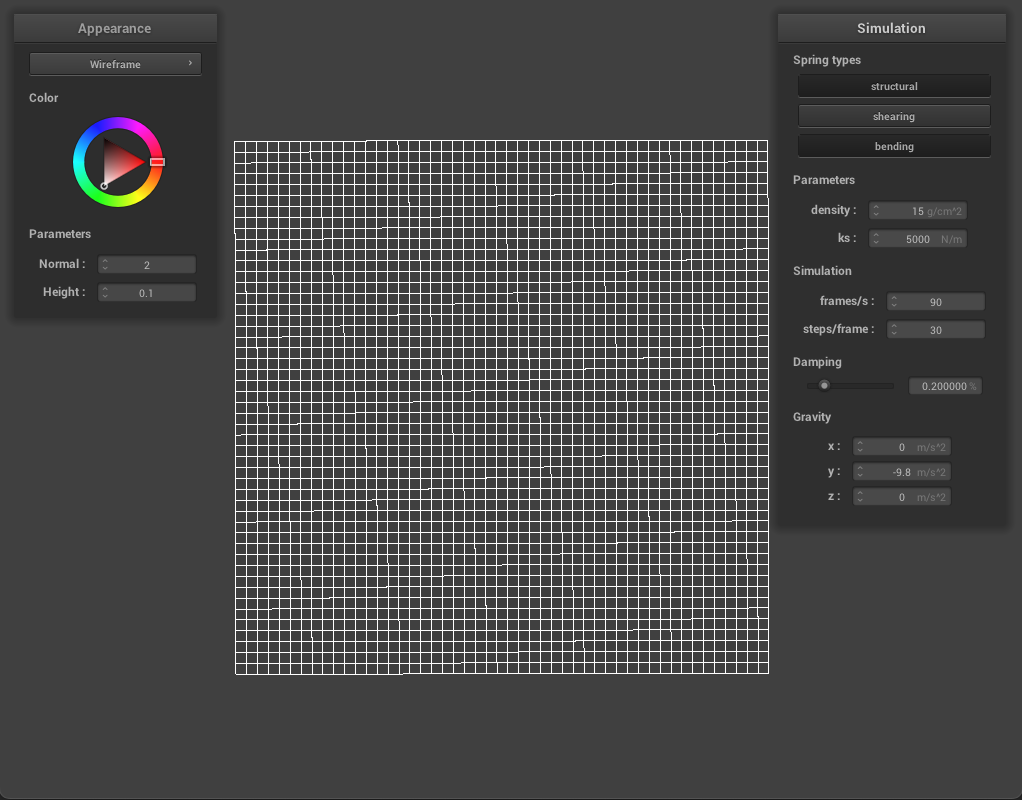 Appearance
Wireframe
Color
Parameters
Normal : 2
Height : 0.1
Simulation
Spring types
structural
shearing
bending
Parameters
density : 15 g/cm^2
ks : 5000 N/m
Simulation
frames/s : 90
steps/frame : 30
Damping
0.200000 %
Gravity
x : 0 m/s^2
y : -9.8 m/s^2
z : 0 m/s^2